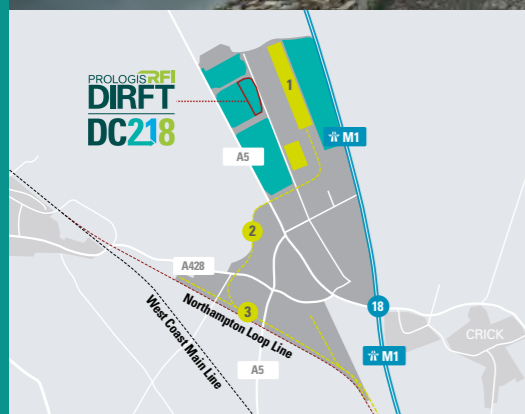 PROLOGIS RFI
DIRFT
DC218
1
M1
A5
2
A428
3
Northampton Loop Line
West Coast Main Line
18
CRICK
M1
A5